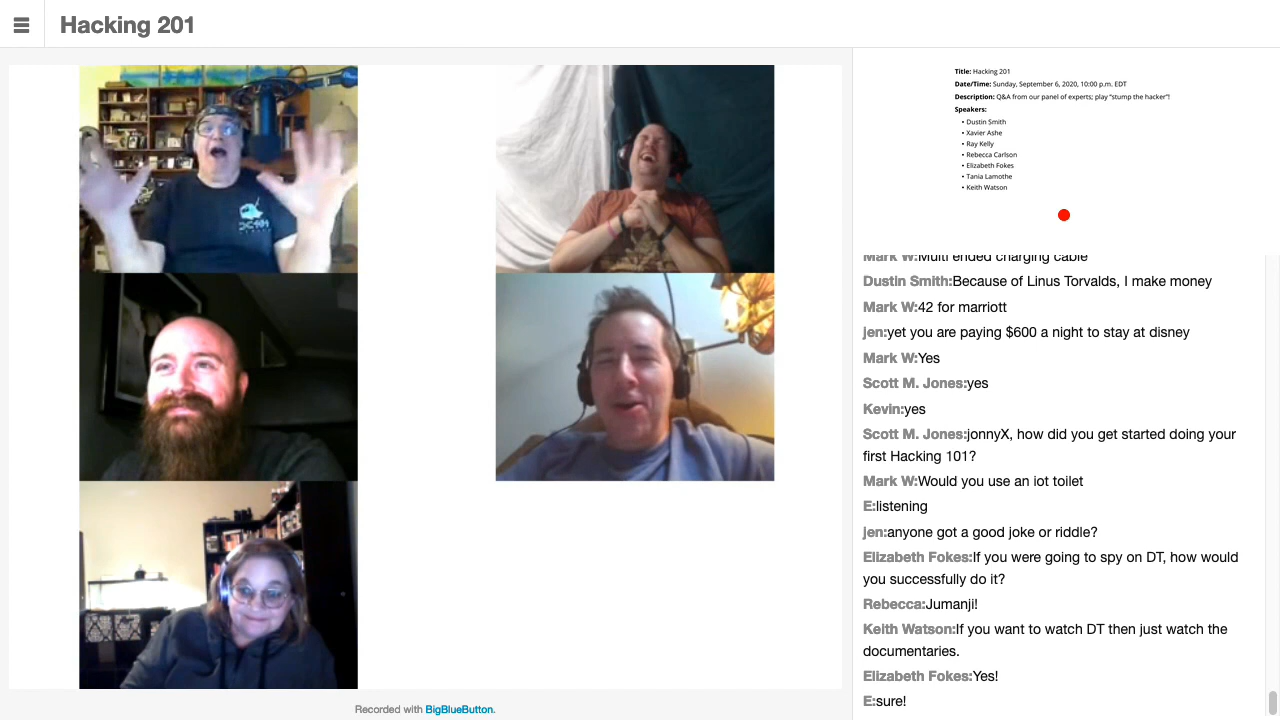 Hacking 201
Title: Hacking 201
Date/Time: Sunday, September 6, 2020, 10:00 p.m. EDT
Description: Q&A from our panel of experts; play "stump the hacker"!
Speakers:
• Dustin Smith
• Xavier Ashe
• Ray Kelly
• Rebecca Carlson
• Elizabeth Fokes
• Tania Lamothe
• Keith Watson
Mark W:Multi ended charging cable
Dustin Smith:Because of Linus Torvalds, I make money
Mark W:42 for marriott
jen:yet you are paying $600 a night to stay at disney
Mark W:Yes
Scott M. Jones:yes
Kevin:yes
Scott M. Jones:jonnyX, how did you get started doing your
first Hacking 101?
Mark W:Would you use an iot toilet
E:listening
jen:anyone got a good joke or riddle?
Elizabeth Fokes:If you were going to spy on DT, how would
you successfully do it?
Rebecca:Jumanji!
Keith Watson:If you want to watch DT then just watch the
documentaries.
Elizabeth Fokes:Yes!
E:sure!
Recorded with BigBlueButton.